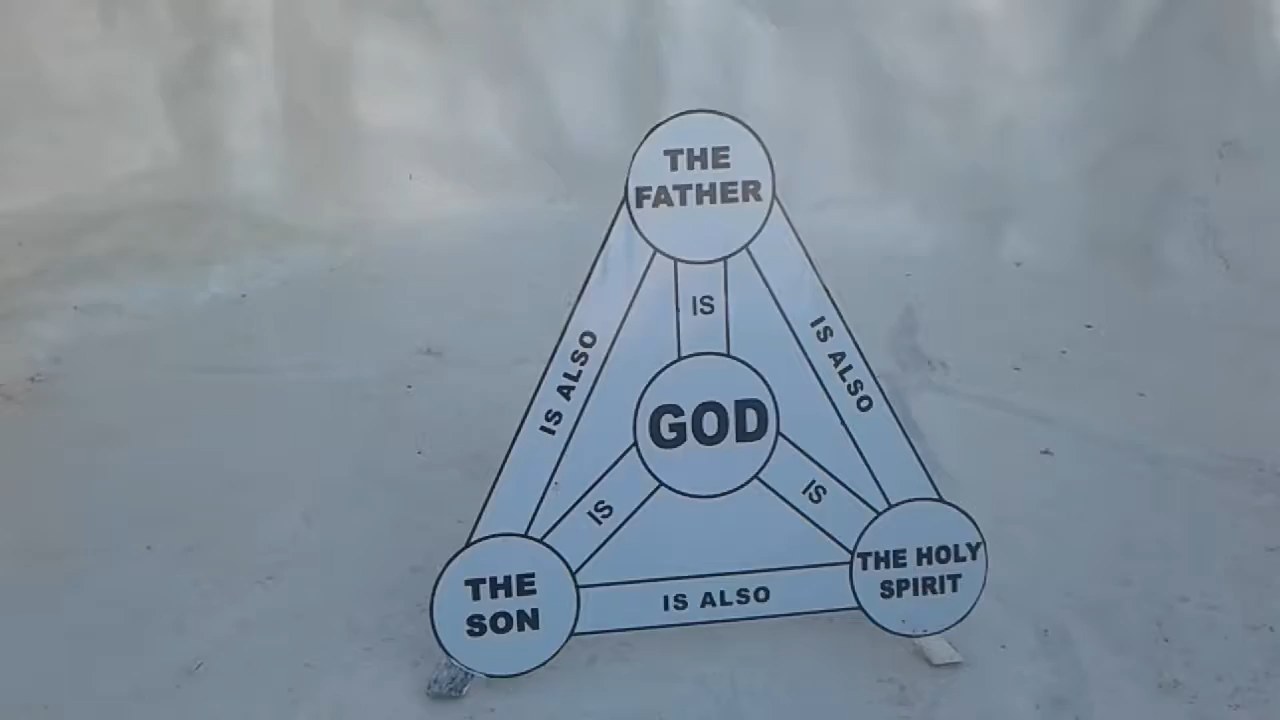 THE
FATHER
IS ALSO
IS
IS ALSO
GOD
IS
IS
THE
SON
IS ALSO
THE HOLY
SPIRIT